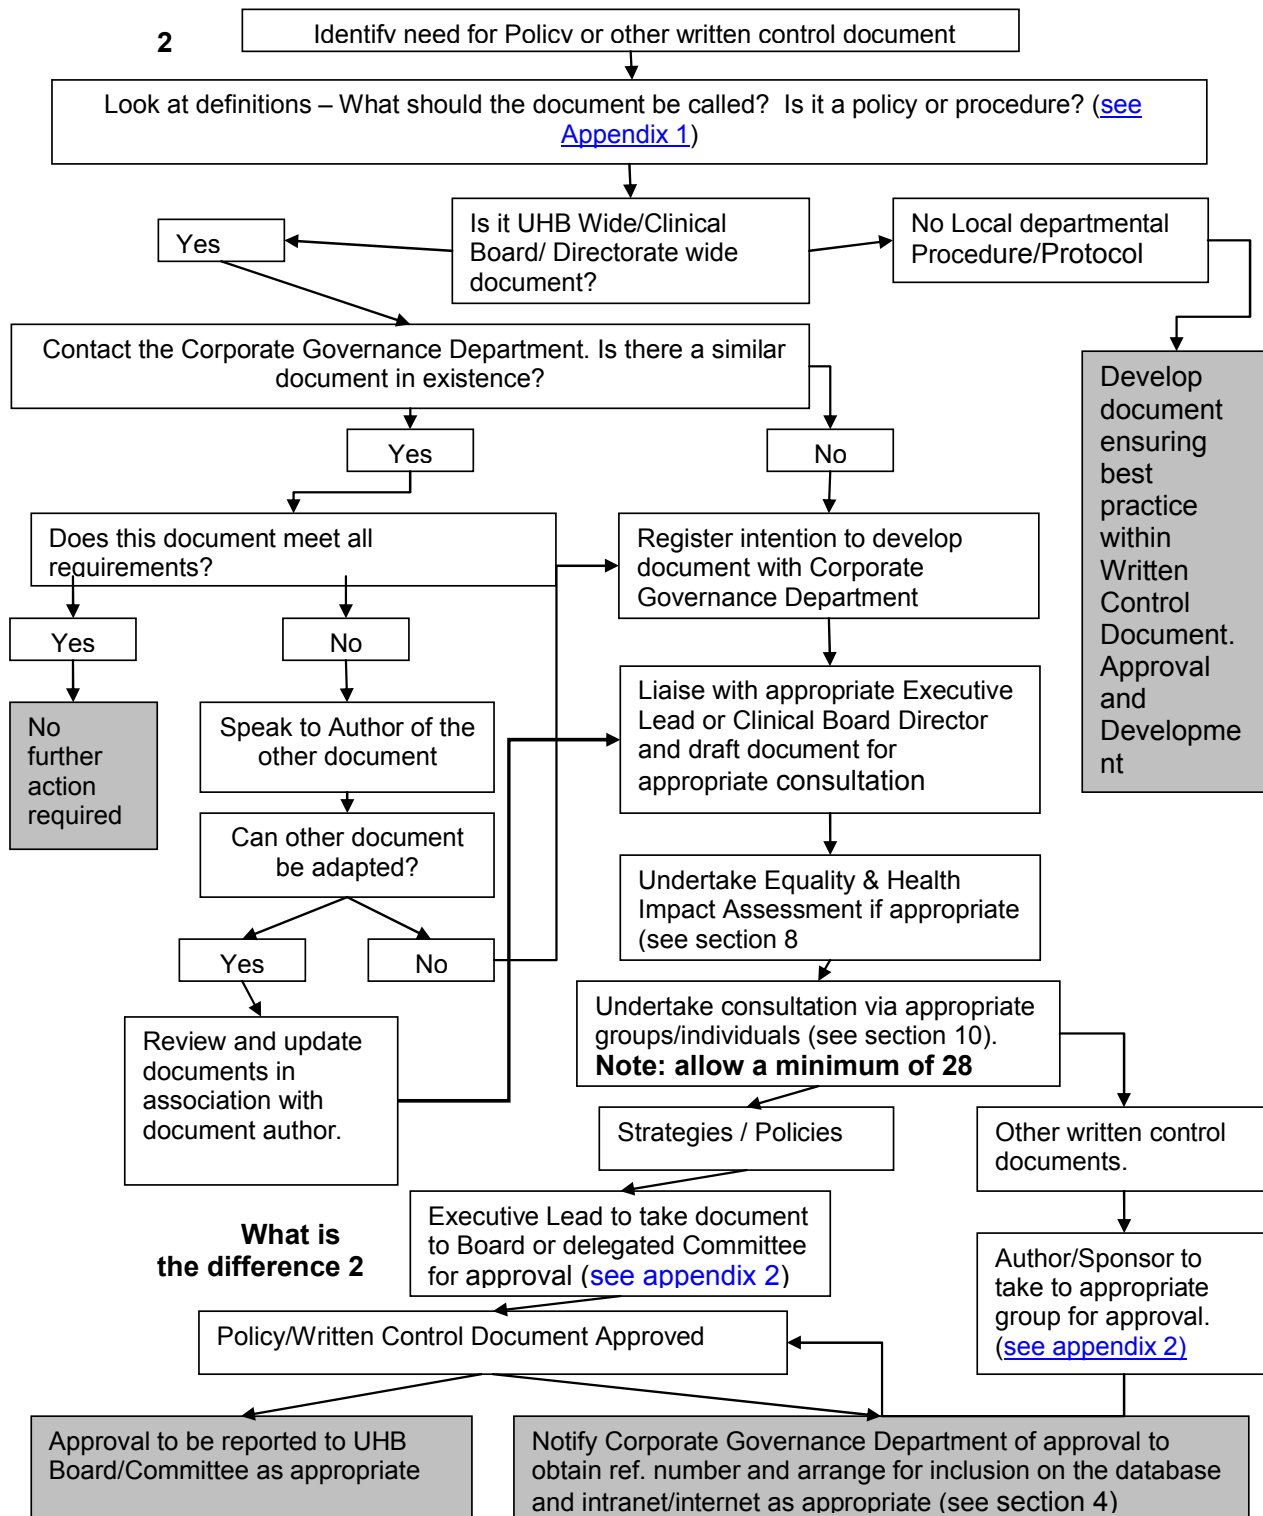 2
Identify need for Policy or other written control document
Look at definitions – What should the document be called?  Is it a policy or procedure? (see
Appendix 1)
Is it UHB Wide/Clinical
Board/ Directorate wide
document?
Yes
No Local departmental
Procedure/Protocol
Contact the Corporate Governance Department. Is there a similar
document in existence?
Develop
document
ensuring
best
practice
within
Written
Control
Document.
Approval
and
Developme
nt
Yes
No
Does this document meet all
requirements?
Register intention to develop
document with Corporate
Governance Department
Yes
No
No
further
action
required
Speak to Author of the
other document
Liaise with appropriate Executive
Lead or Clinical Board Director
and draft document for
appropriate consultation
Can other document
be adapted?
Undertake Equality & Health
Impact Assessment if appropriate
(see section 8
Yes
No
Review and update
documents in
association with
document author.
Undertake consultation via appropriate
groups/individuals (see section 10).
Note: allow a minimum of 28
Strategies / Policies
Other written control
documents.
What is
the difference 2
Executive Lead to take document
to Board or delegated Committee
for approval (see appendix 2)
Author/Sponsor to
take to appropriate
group for approval.
(see appendix 2)
Policy/Written Control Document Approved
Approval to be reported to UHB
Board/Committee as appropriate
Notify Corporate Governance Department of approval to
obtain ref. number and arrange for inclusion on the database
and intranet/internet as appropriate (see section 4)